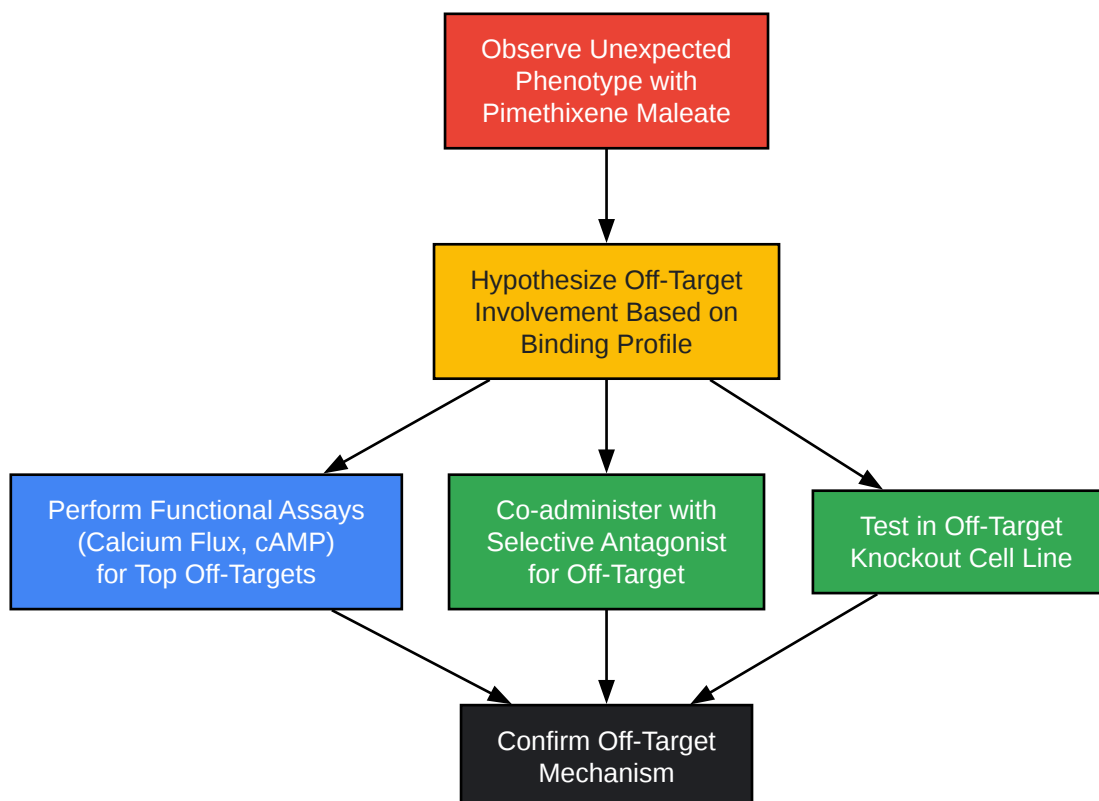 Observe Unexpected
Phenotype with
Pimethixene Maleate
Hypothesize Off-Target
Involvement Based on
Binding Profile
Perform Functional Assays
(Calcium Flux, cAMP)
for Top Off-Targets
Co-administer with
Selective Antagonist
for Off-Target
Test in Off-Target
Knockout Cell Line
Confirm Off-Target
Mechanism